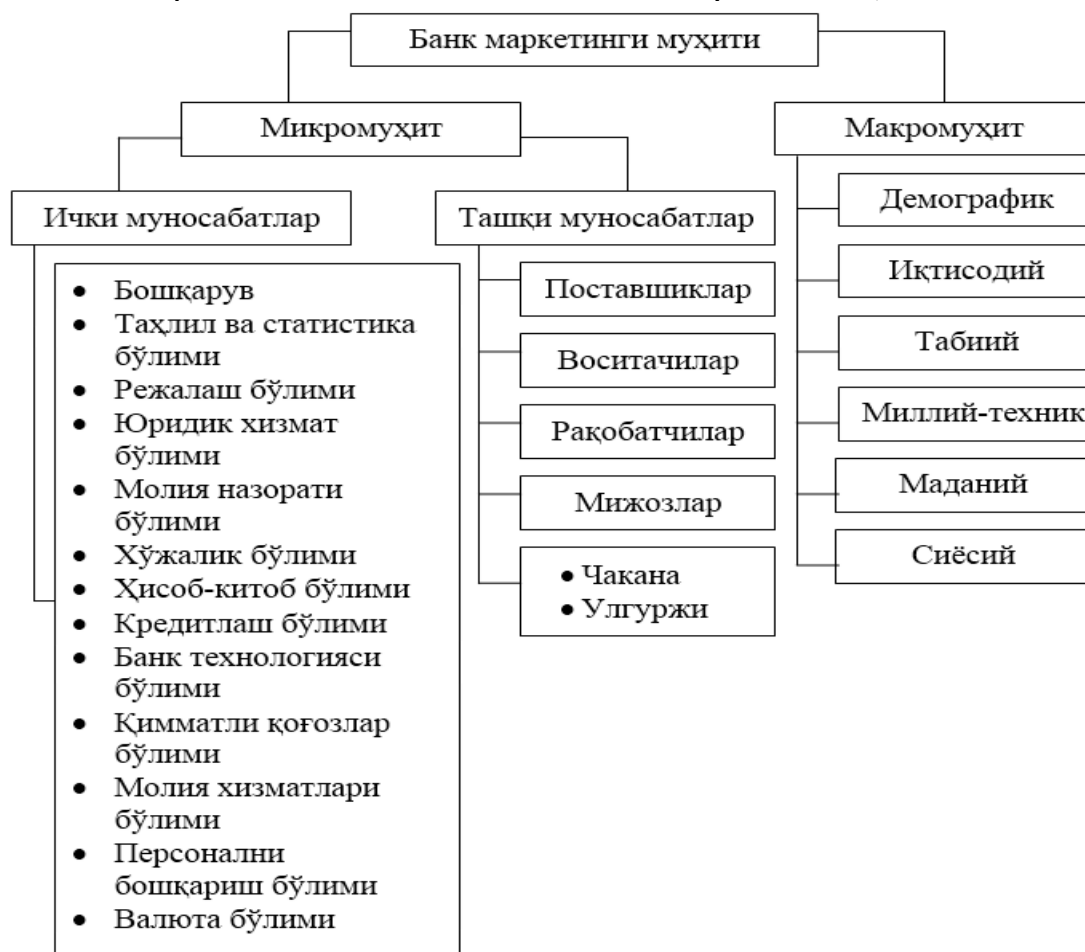 Банк маркетинги муҳити
Микромуҳит
Макромуҳит
Ички муносабатлар
• Бошқарув
• Таҳлил ва статистика
бўлими
• Режалаш бўлими
• Юридик хизмат
бўлими
• Молия назорати
бўлими
• Хўжалик бўлими
• Ҳисоб-китоб бўлими
• Кредитлаш бўлими
• Банк технологияси
бўлими
• Қимматли қоғозлар
бўлими
• Молия хизматлари
бўлими
• Персонални
бошқариш бўлими
• Валюта бўлими
Ташқи муносабатлар
Поставшиклар
Воситачилар
Рақобатчилар
Мижозлар
• Чакана
• Улгуржи
Демографик
Иқтисодий
Табиий
Миллий-техник
Маданий
Сиёсий